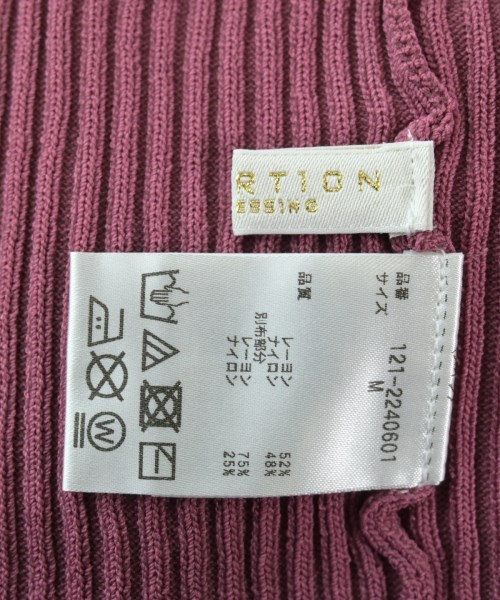 RTION
ESSING
品番 121-2240601
サイズ M
品質
レーヨン 52%
ナイロン 48%
別布部分
レーヨン 75%
ナイロン 25%
W